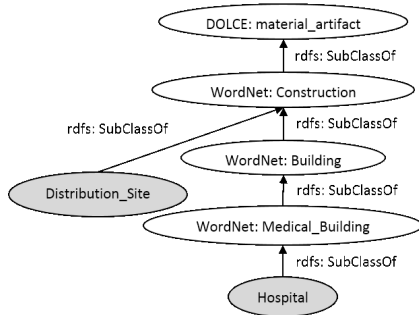 DOLCE: material_artifact
rdfs: SubClassOf
WordNet: Construction
rdfs: SubClassOf
rdfs: SubClassOf
WordNet: Building
Distribution_Site
rdfs: SubClassOf
WordNet: Medical_Building
rdfs: SubClassOf
Hospital